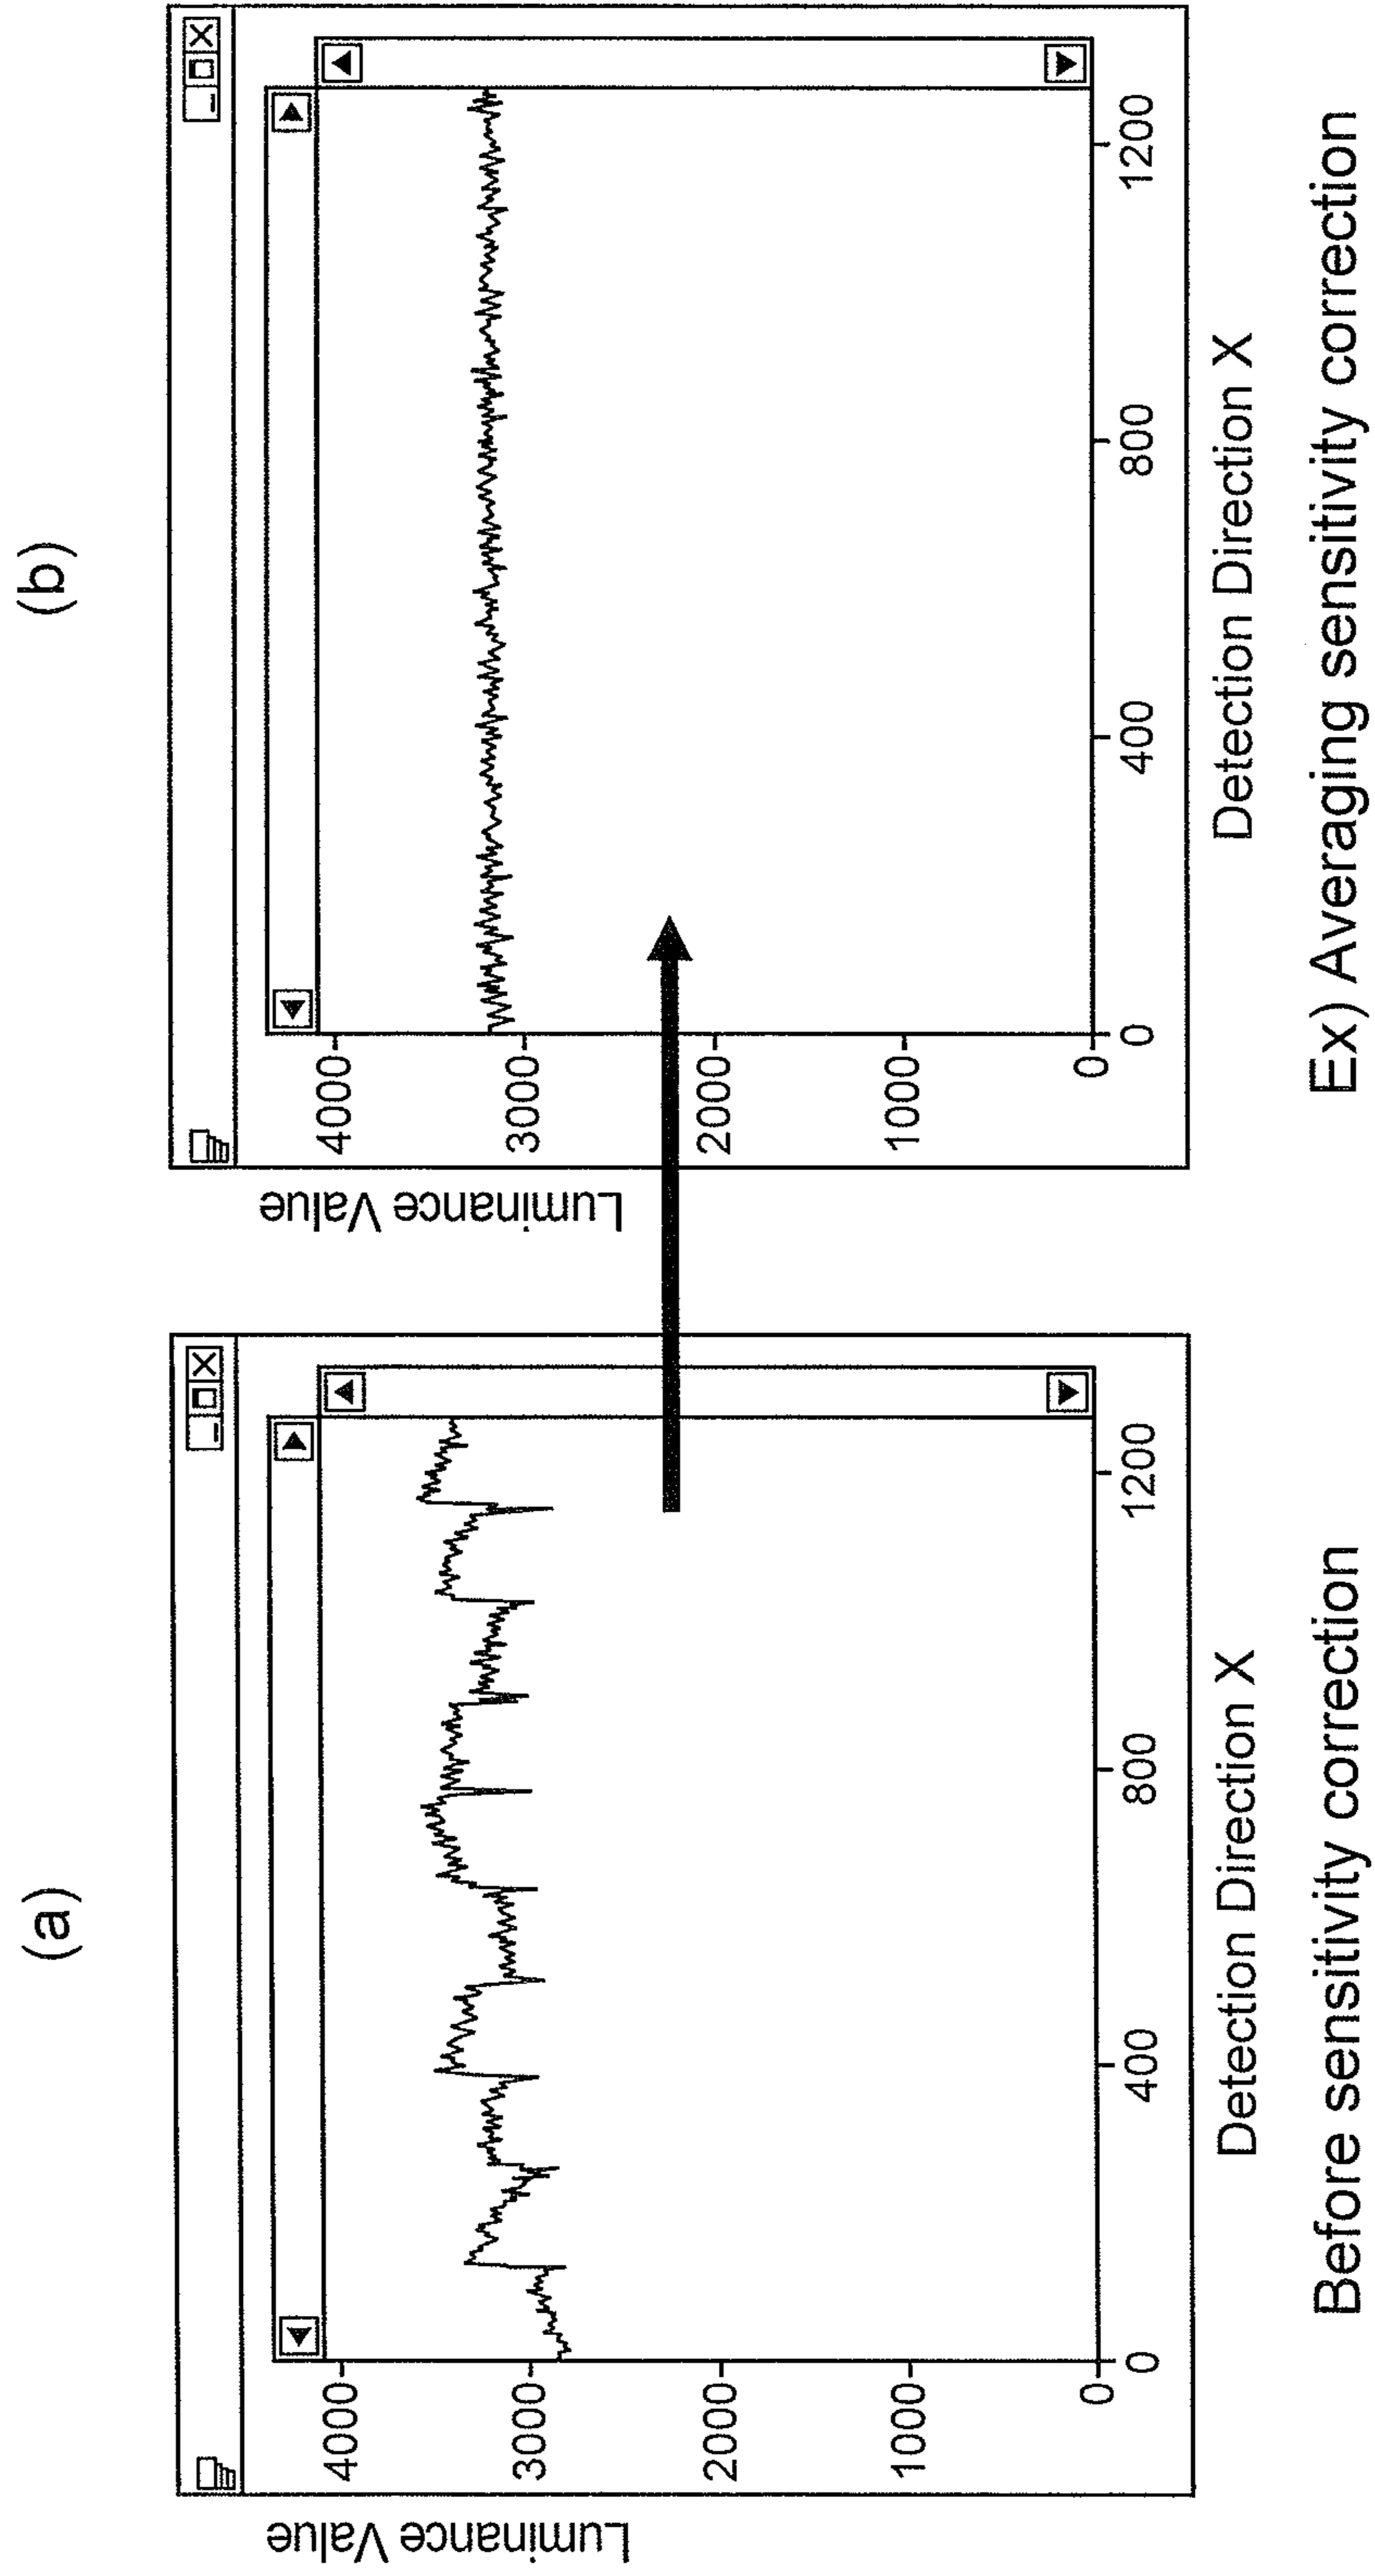 (a)
Luminance Value
4000
3000
2000
1000
0
0 400 800 1200
Detection Direction X
Before sensitivity correction
(b)
Luminance Value
4000
3000
2000
1000
0
0 400 800 1200
Detection Direction X
Ex) Averaging sensitivity correction